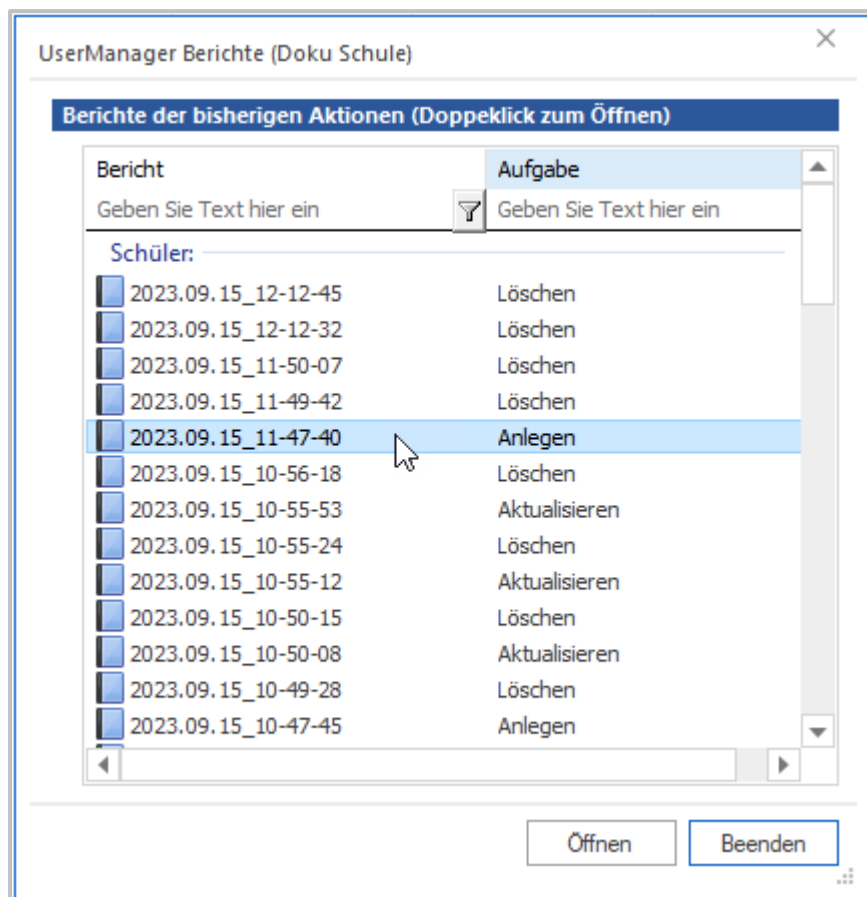 UserManager Berichte (Doku Schule)
Berichte der bisherigen Aktionen (Doppeklick zum Öffnen)
Bericht Aufgabe
Geben Sie Text hier ein Geben Sie Text hier ein
Schüler:
2023.09.15_12-12-45 Löschen
2023.09.15_12-12-32 Löschen
2023.09.15_11-50-07 Löschen
2023.09.15_11-49-42 Löschen
2023.09.15_11-47-40 Anlegen
2023.09.15_10-56-18 Löschen
2023.09.15_10-55-53 Aktualisieren
2023.09.15_10-55-24 Löschen
2023.09.15_10-55-12 Aktualisieren
2023.09.15_10-50-15 Löschen
2023.09.15_10-50-08 Aktualisieren
2023.09.15_10-49-28 Löschen
2023.09.15_10-47-45 Anlegen
Öffnen Beenden